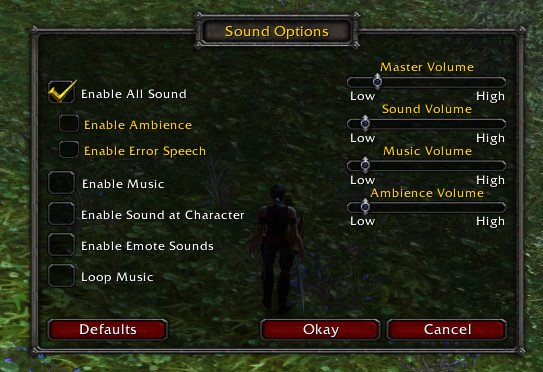 Sound Options
Enable All Sound
Enable Ambience
Enable Error Speech
Enable Music
Enable Sound at Character
Enable Emote Sounds
Loop Music
Master Volume
Low High
Sound Volume
Low High
Music Volume
Low High
Ambience Volume
Low High
Defaults Okay Cancel